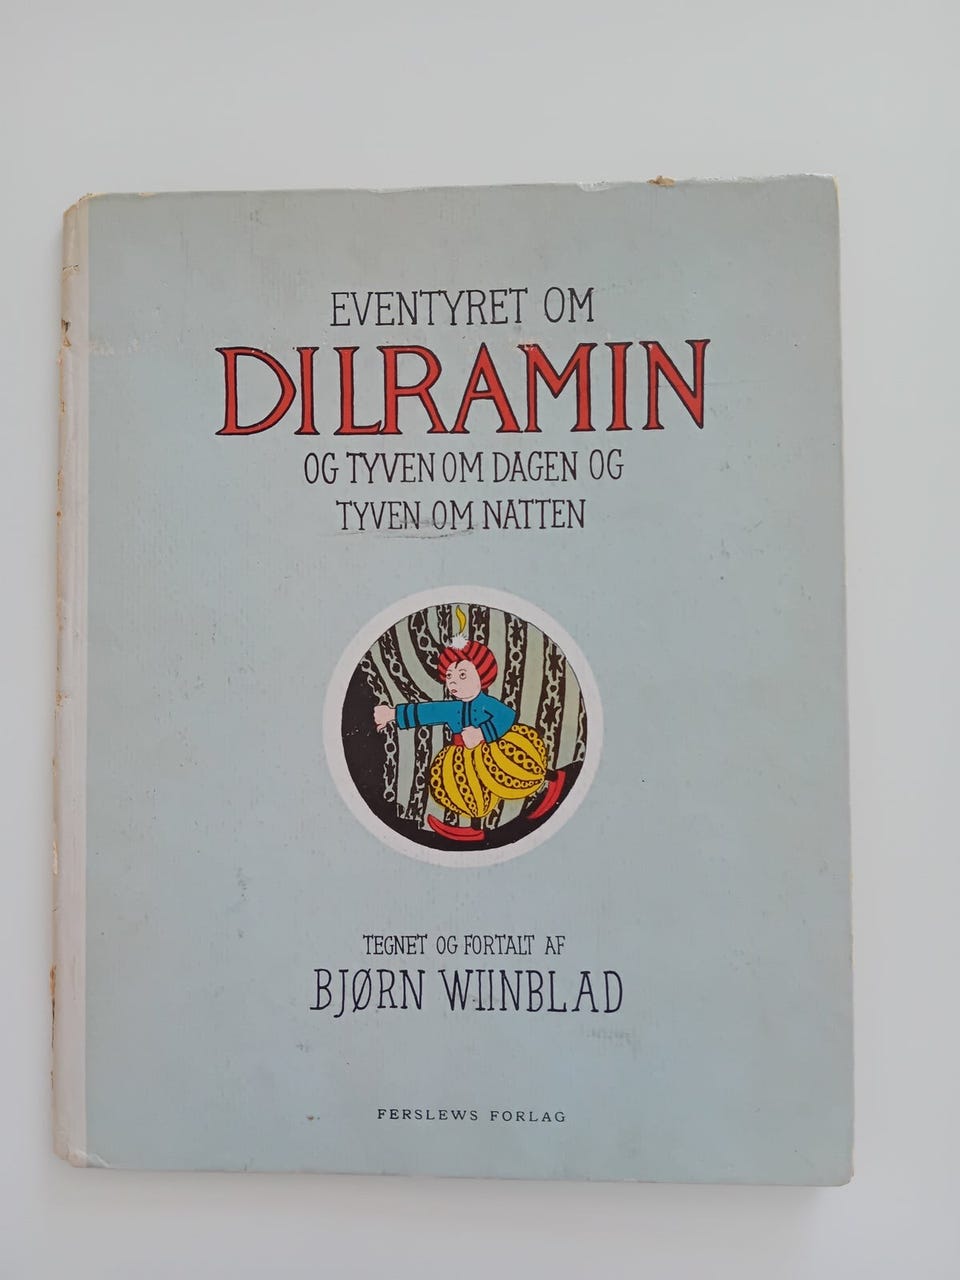 EVENTYRET OM
DILRAMIN
OG TYVEN OM DAGEN OG
TYVEN OM NATTEN
TEGNET OG FORTALT AF
BJØRN WIINBLAD
FERSLEWS FORLAG